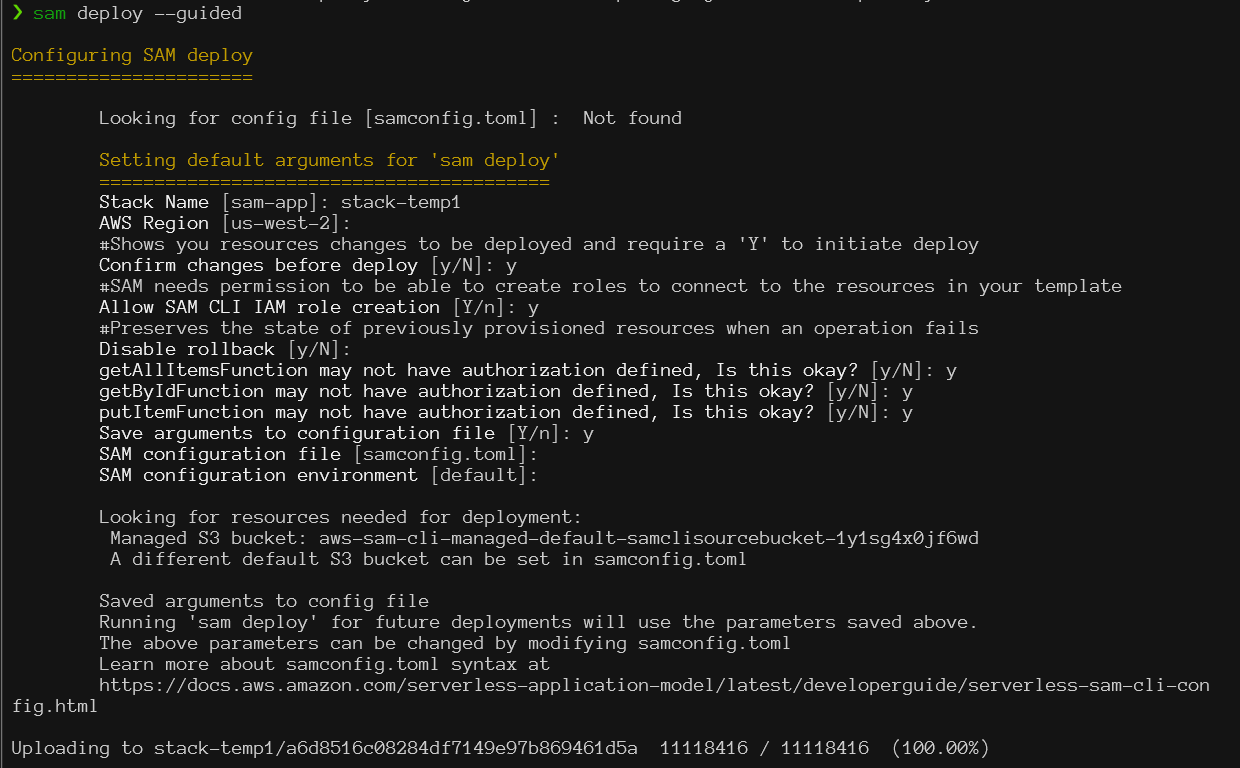 ❯ sam deploy --guided
Configuring SAM deploy
======================
Looking for config file [samconfig.toml] :  Not found
Setting default arguments for 'sam deploy'
=========================================
Stack Name [sam-app]: stack-temp1
AWS Region [us-west-2]:
#Shows you resources changes to be deployed and require a 'Y' to initiate deploy
Confirm changes before deploy [y/N]: y
#SAM needs permission to be able to create roles to connect to the resources in your template
Allow SAM CLI IAM role creation [Y/n]: y
#Preserves the state of previously provisioned resources when an operation fails
Disable rollback [y/N]:
getAllItemsFunction may not have authorization defined, Is this okay? [y/N]: y
getByIdFunction may not have authorization defined, Is this okay? [y/N]: y
putItemFunction may not have authorization defined, Is this okay? [y/N]: y
Save arguments to configuration file [Y/n]: y
SAM configuration file [samconfig.toml]:
SAM configuration environment [default]:
Looking for resources needed for deployment:
Managed S3 bucket: aws-sam-cli-managed-default-samclisourcebucket-1y1sg4x0jf6wd
A different default S3 bucket can be set in samconfig.toml
Saved arguments to config file
Running 'sam deploy' for future deployments will use the parameters saved above.
The above parameters can be changed by modifying samconfig.toml
Learn more about samconfig.toml syntax at
https://docs.aws.amazon.com/serverless-application-model/latest/developerguide/serverless-sam-cli-con
fig.html
Uploading to stack-temp1/a6d8516c08284df7149e97b869461d5a  11118416 / 11118416  (100.00%)